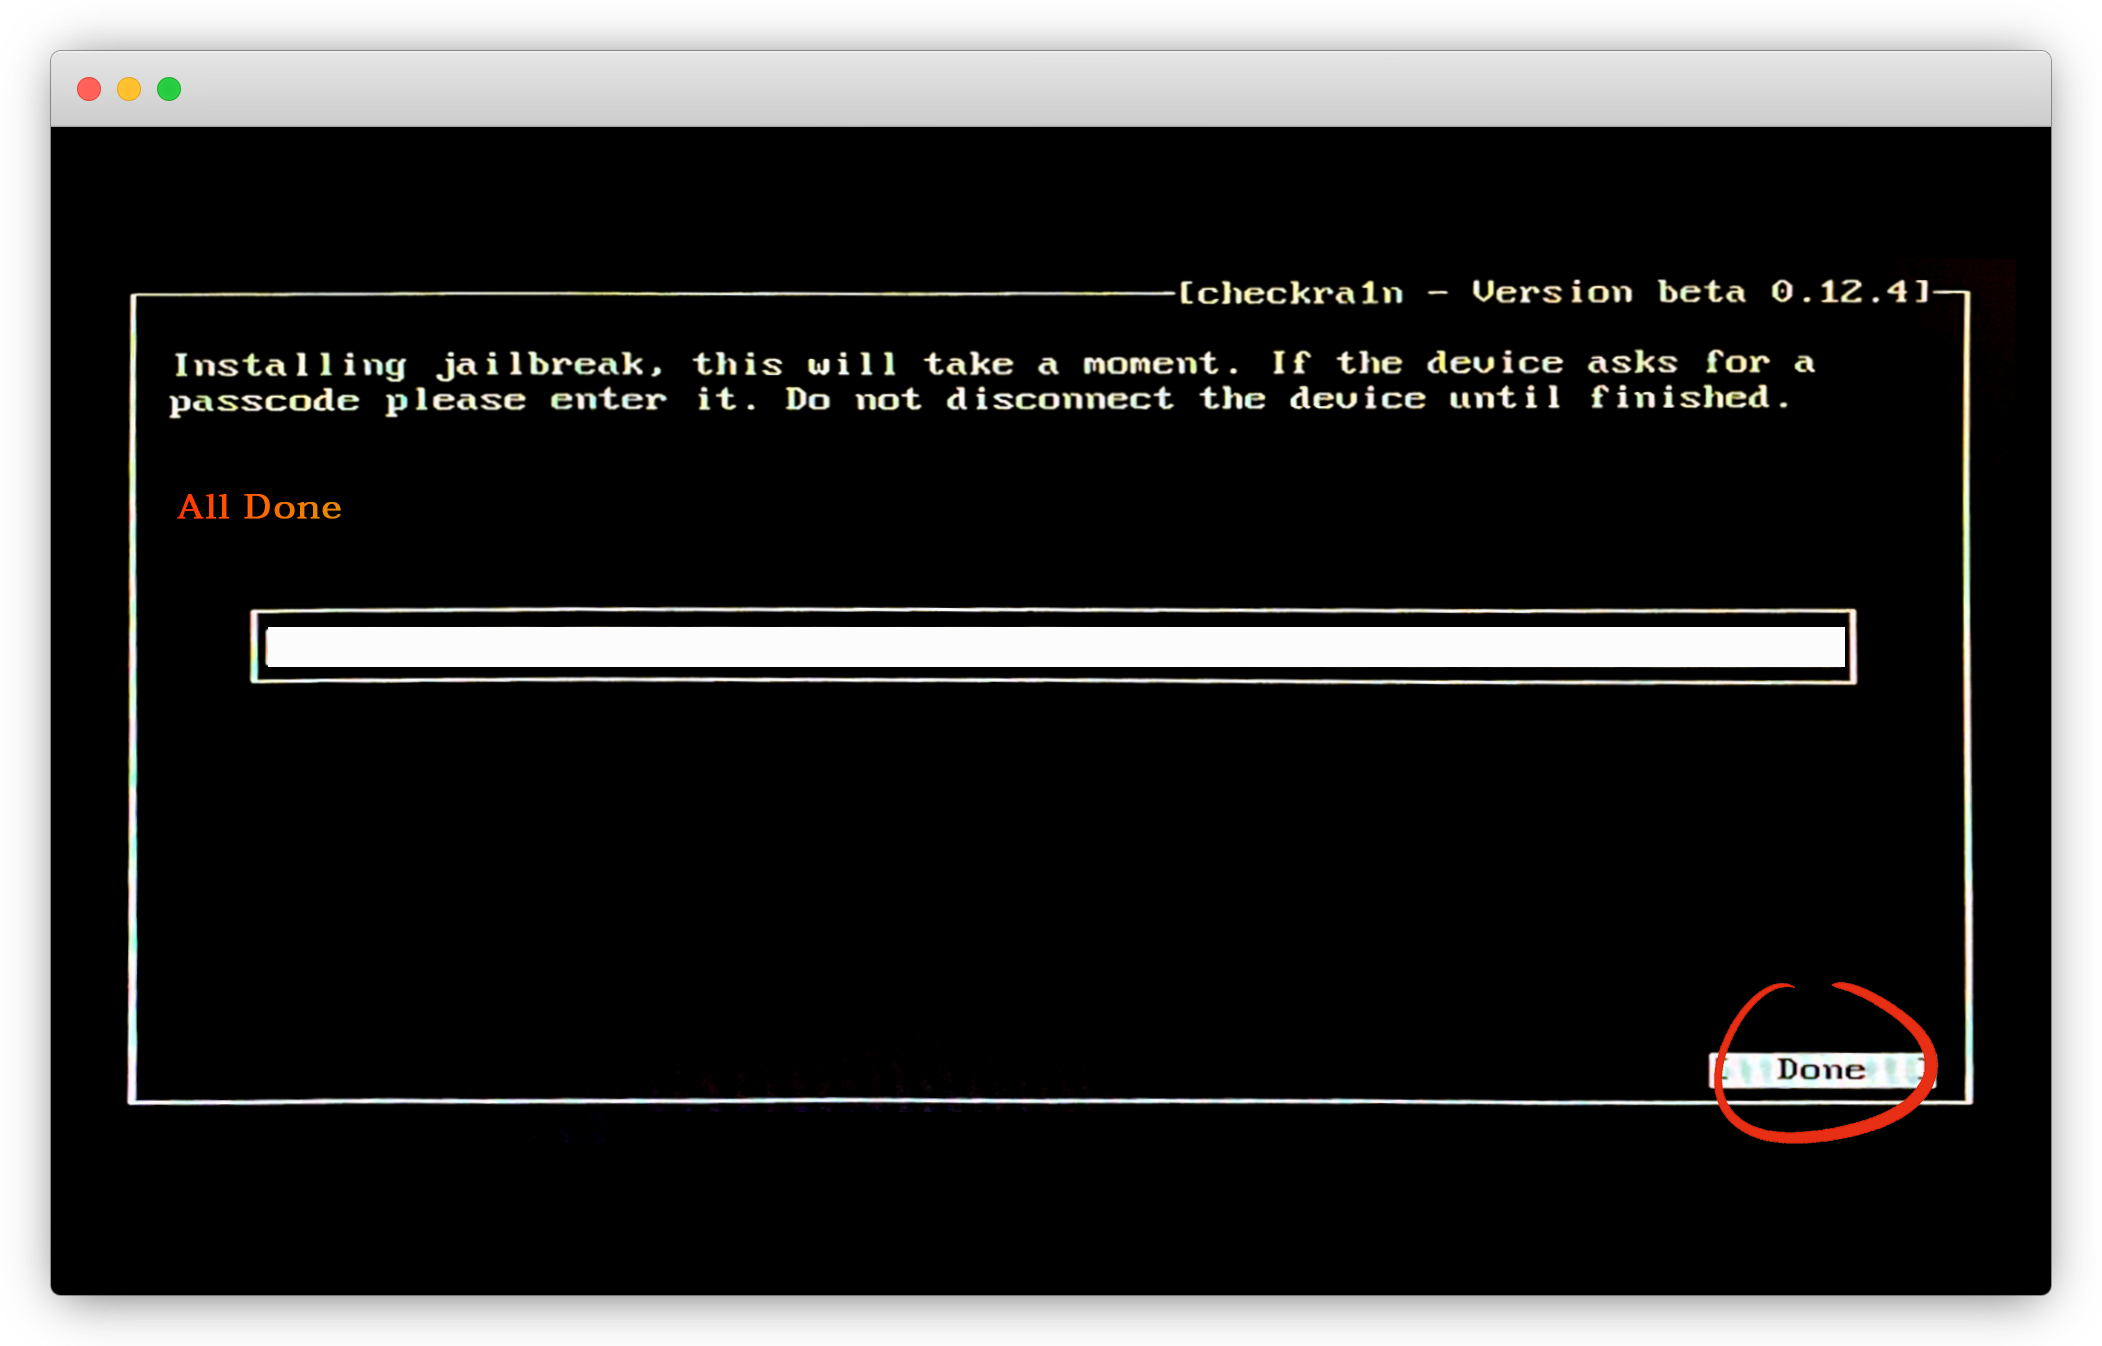 [checkra1n - Version beta 0.12.4]
Installing jailbreak, this will take a moment. If the device asks for a
passcode please enter it. Do not disconnect the device until finished.
All Done
[ Done ]